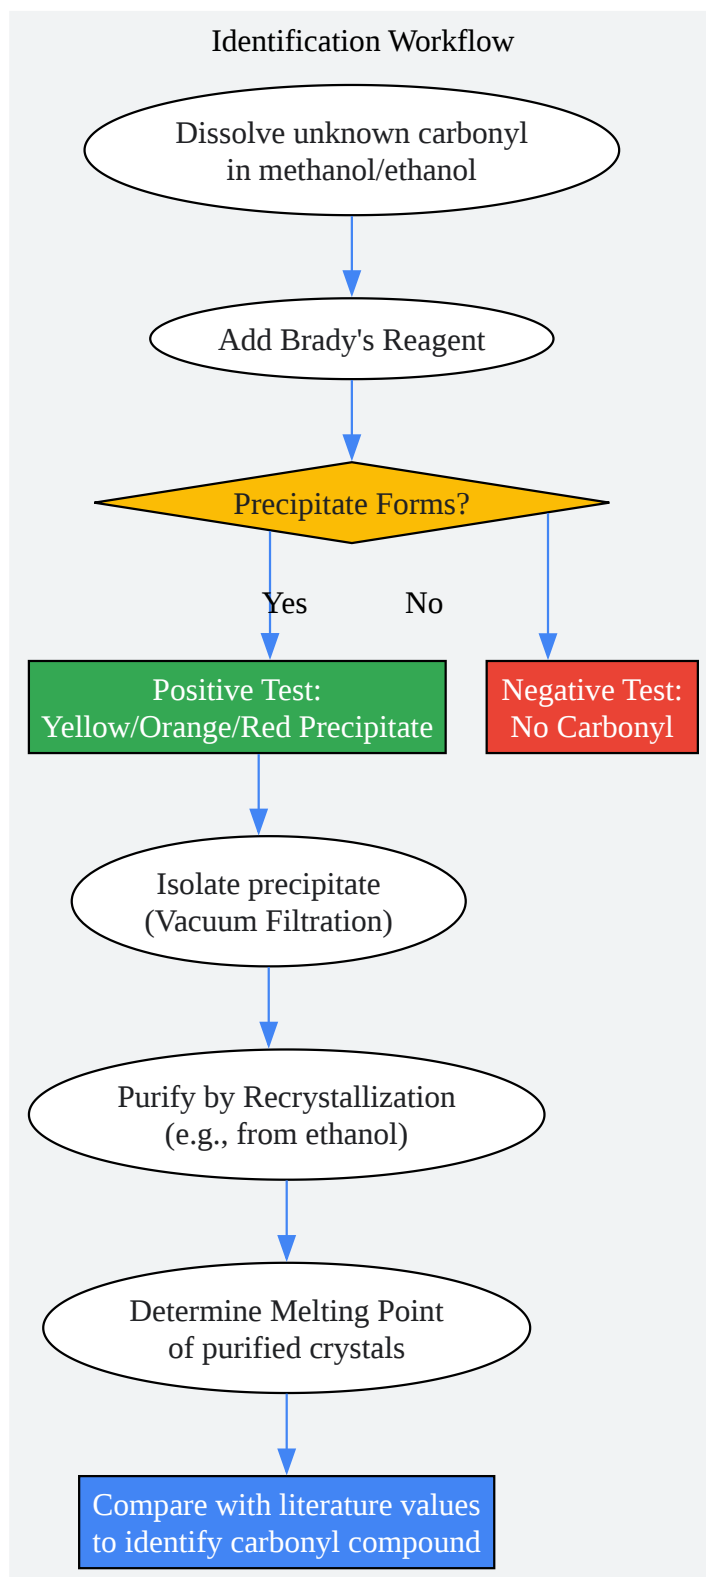 Identification Workflow
Dissolve unknown carbonyl
in methanol/ethanol
Add Brady's Reagent
Precipitate Forms?
Yes
No
Positive Test:
Yellow/Orange/Red Precipitate
Negative Test:
No Carbonyl
Isolate precipitate
(Vacuum Filtration)
Purify by Recrystallization
(e.g., from ethanol)
Determine Melting Point
of purified crystals
Compare with literature values
to identify carbonyl compound